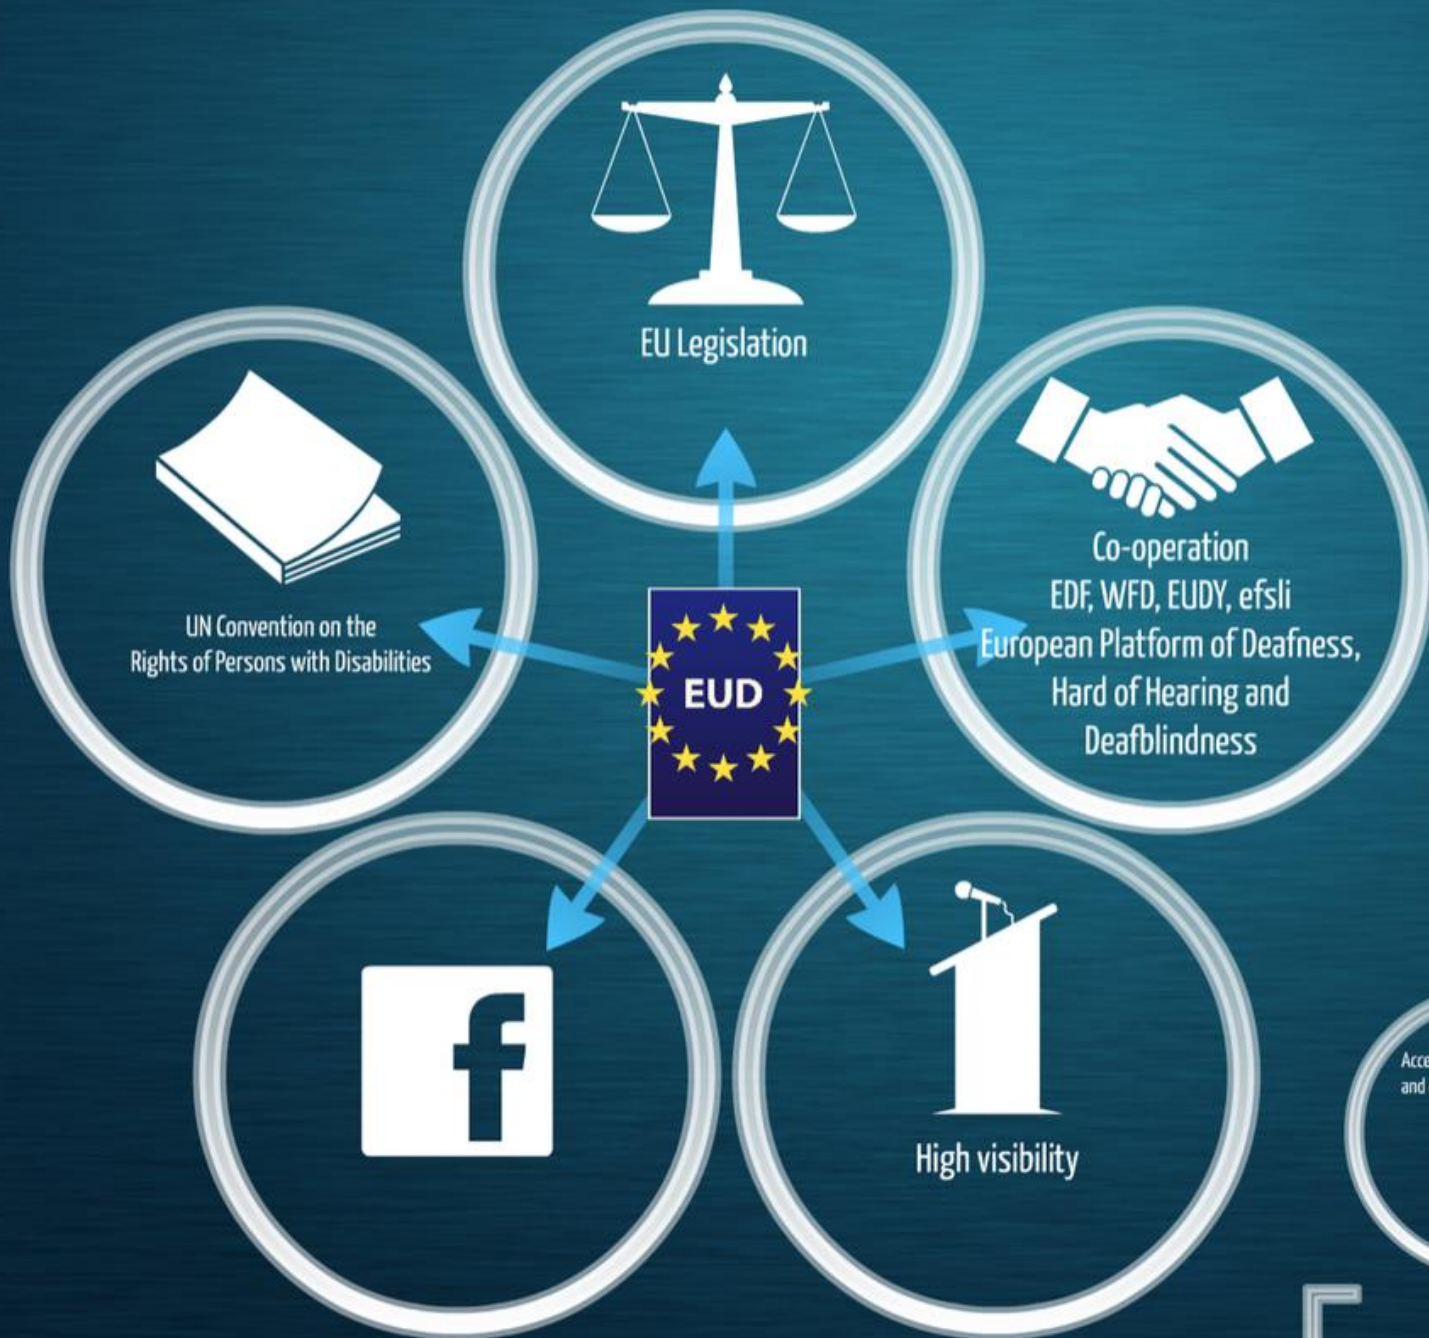 EU Legislation
UN Convention on the
Rights of Persons with Disabilities
Co-operation
EDF, WFD, EUDY, efsli
European Platform of Deafness,
Hard of Hearing and
Deafblindness
EUD
f
High visibility
and